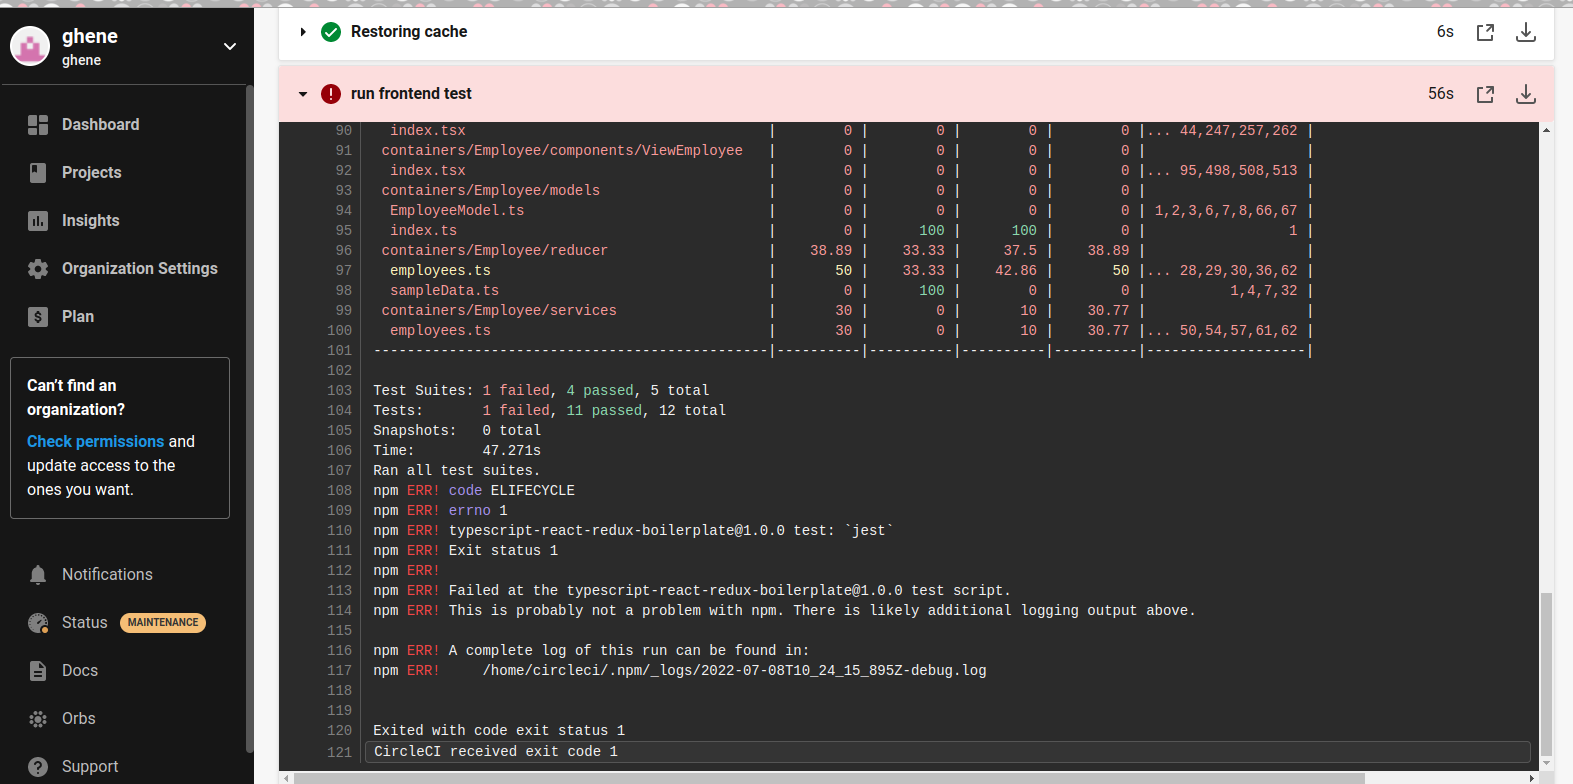 ghene
ghene
Dashboard
Projects
Insights
Organization Settings
Plan
Can't find an
organization?
Check permissions and
update access to the
ones you want.
Notifications
Status MAINTENANCE
Docs
Orbs
Support
Restoring cache 6s
run frontend test 56s
90 index.tsx | 0 | 0 | 0 | 0 |... 44,247,257,262 |
91 containers/Employee/components/ViewEmployee | 0 | 0 | 0 | 0 | |
92 index.tsx | 0 | 0 | 0 | 0 |... 95,498,508,513 |
93 containers/Employee/models | 0 | 0 | 0 | 0 | |
94 EmployeeModel.ts | 0 | 0 | 0 | 0 | 1,2,3,6,7,8,66,67 |
95 index.ts | 0 | 100 | 100 | 0 | 1 |
96 containers/Employee/reducer | 38.89 | 33.33 | 37.5 | 38.89 | |
97 employees.ts | 50 | 33.33 | 42.86 | 50 |... 28,29,30,36,62 |
98 sampleData.ts | 0 | 100 | 0 | 0 | 1,4,7,32 |
99 containers/Employee/services | 30 | 0 | 10 | 30.77 | |
100 employees.ts | 30 | 0 | 10 | 30.77 |... 50,54,57,61,62 |
101 -----------------------------------------------|----------|----------|----------|----------|-------------------|
102
103 Test Suites: 1 failed, 4 passed, 5 total
104 Tests: 1 failed, 11 passed, 12 total
105 Snapshots: 0 total
106 Time: 47.271s
107 Ran all test suites.
108 npm ERR! code ELIFECYCLE
109 npm ERR! errno 1
110 npm ERR! typescript-react-redux-boilerplate@1.0.0 test: `jest`
111 npm ERR! Exit status 1
112 npm ERR!
113 npm ERR! Failed at the typescript-react-redux-boilerplate@1.0.0 test script.
114 npm ERR! This is probably not a problem with npm. There is likely additional logging output above.
115
116 npm ERR! A complete log of this run can be found in:
117 npm ERR! /home/circleci/.npm/_logs/2022-07-08T10_24_15_895Z-debug.log
118
119
120 Exited with code exit status 1
121 CircleCI received exit code 1